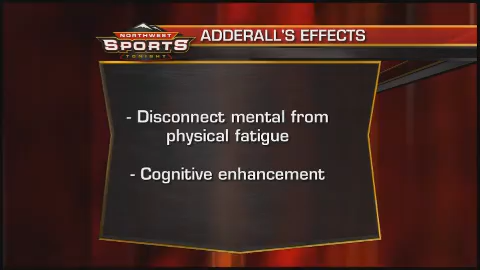 NORTHWEST
SPORTS
TONIGHT
ADDERALL'S EFFECTS
- Disconnect mental from
physical fatigue
- Cognitive enhancement